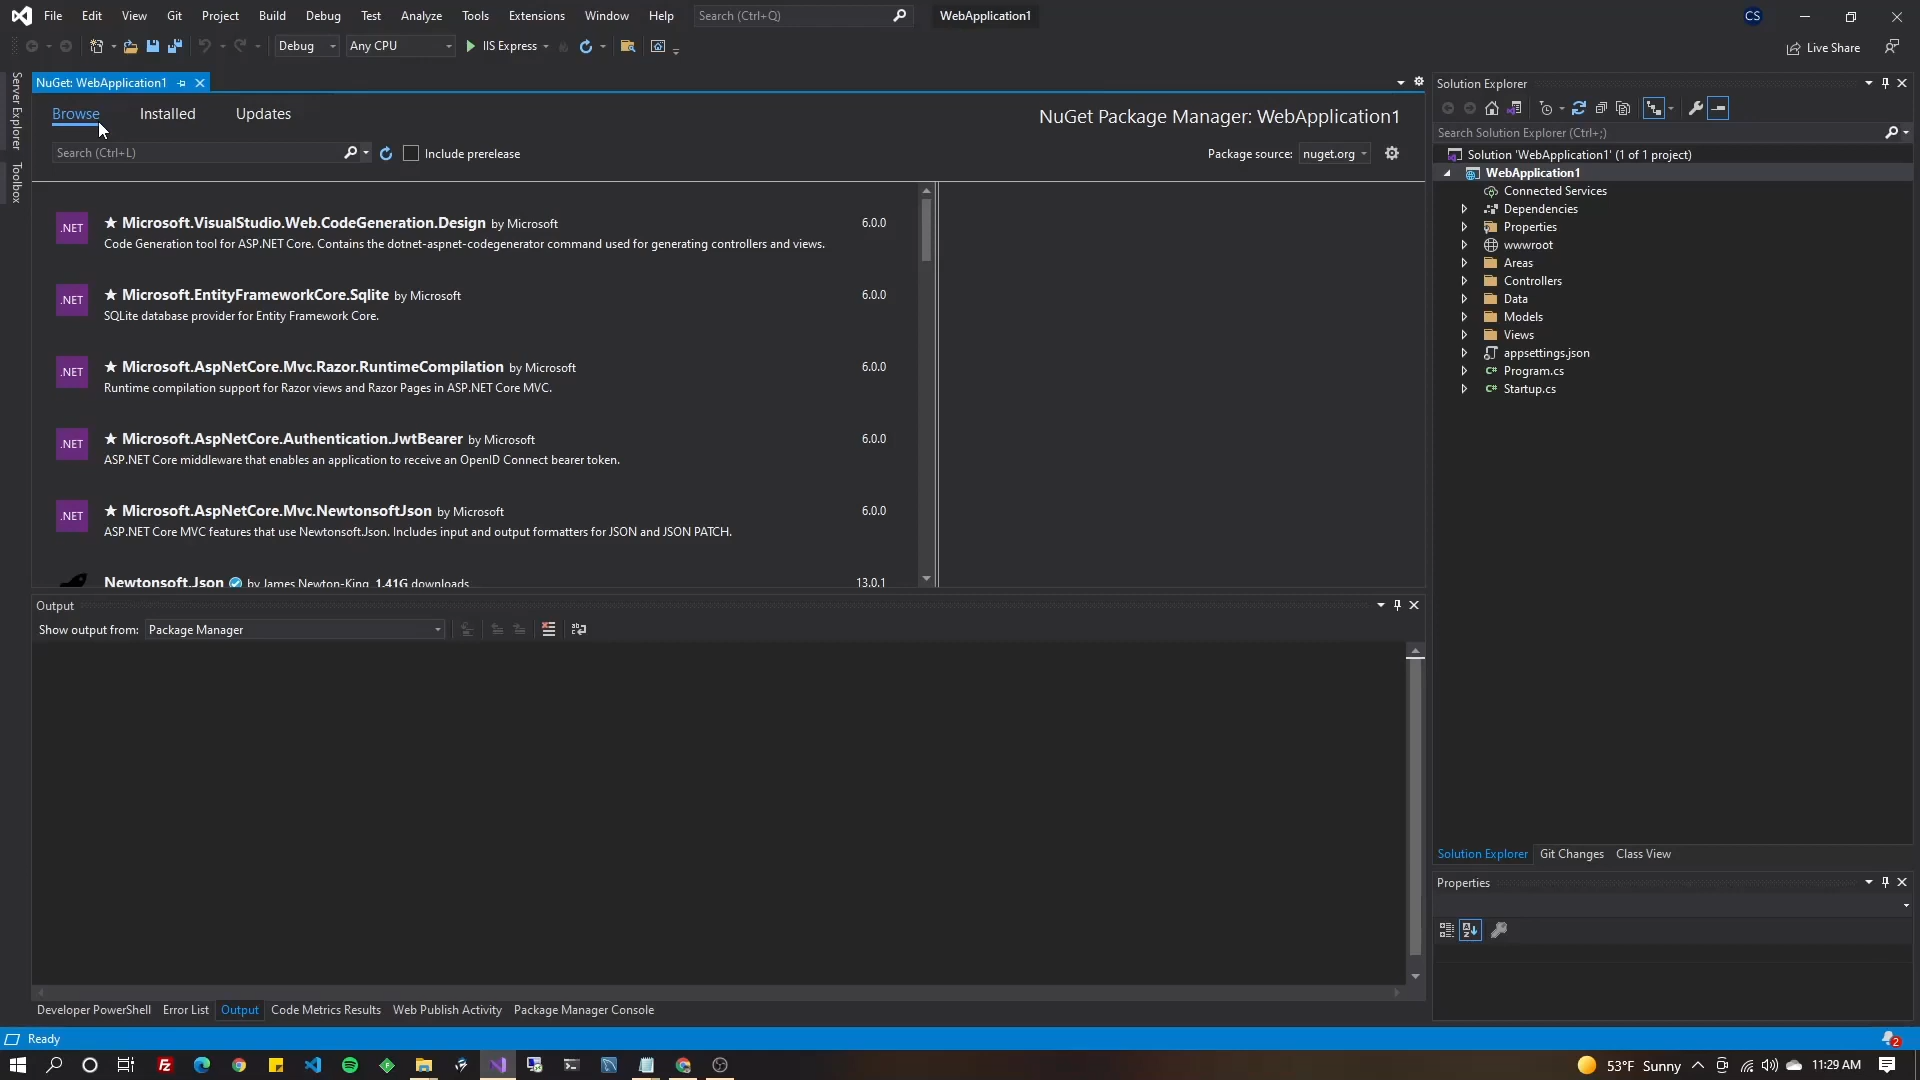 File Edit View Git Project Build Debug Test Analyze Tools Extensions Window Help Search (Ctrl+Q) WebApplication1 CS
Debug Any CPU IIS Express Live Share
Server Explorer
Toolbox
NuGet: WebApplication1
Browse Installed Updates
NuGet Package Manager: WebApplication1
Search (Ctrl+L) Include prerelease Package source: nuget.org
.NET Microsoft.VisualStudio.Web.CodeGeneration.Design by Microsoft 6.0.0
Code Generation tool for ASP.NET Core. Contains the dotnet-aspnet-codegenerator command used for generating controllers and views.
.NET Microsoft.EntityFrameworkCore.Sqlite by Microsoft 6.0.0
SQLite database provider for Entity Framework Core.
.NET Microsoft.AspNetCore.Mvc.Razor.RuntimeCompilation by Microsoft 6.0.0
Runtime compilation support for Razor views and Razor Pages in ASP.NET Core MVC.
.NET Microsoft.AspNetCore.Authentication.JwtBearer by Microsoft 6.0.0
ASP.NET Core middleware that enables an application to receive an OpenID Connect bearer token.
.NET Microsoft.AspNetCore.Mvc.NewtonsoftJson by Microsoft 6.0.0
ASP.NET Core MVC features that use Newtonsoft.Json. Includes input and output formatters for JSON and JSON PATCH.
Newtonsoft.Json by James Newton-King, 1.41G downloads 13.0.1
Output
Show output from: Package Manager
Developer PowerShell Error List Output Code Metrics Results Web Publish Activity Package Manager Console
Solution Explorer
Search Solution Explorer (Ctrl+;)
Solution 'WebApplication1' (1 of 1 project)
WebApplication1
Connected Services
Dependencies
Properties
wwwroot
Areas
Controllers
Data
Models
Views
appsettings.json
C# Program.cs
C# Startup.cs
Solution Explorer Git Changes Class View
Properties
Ready 2
53°F Sunny 11:29 AM